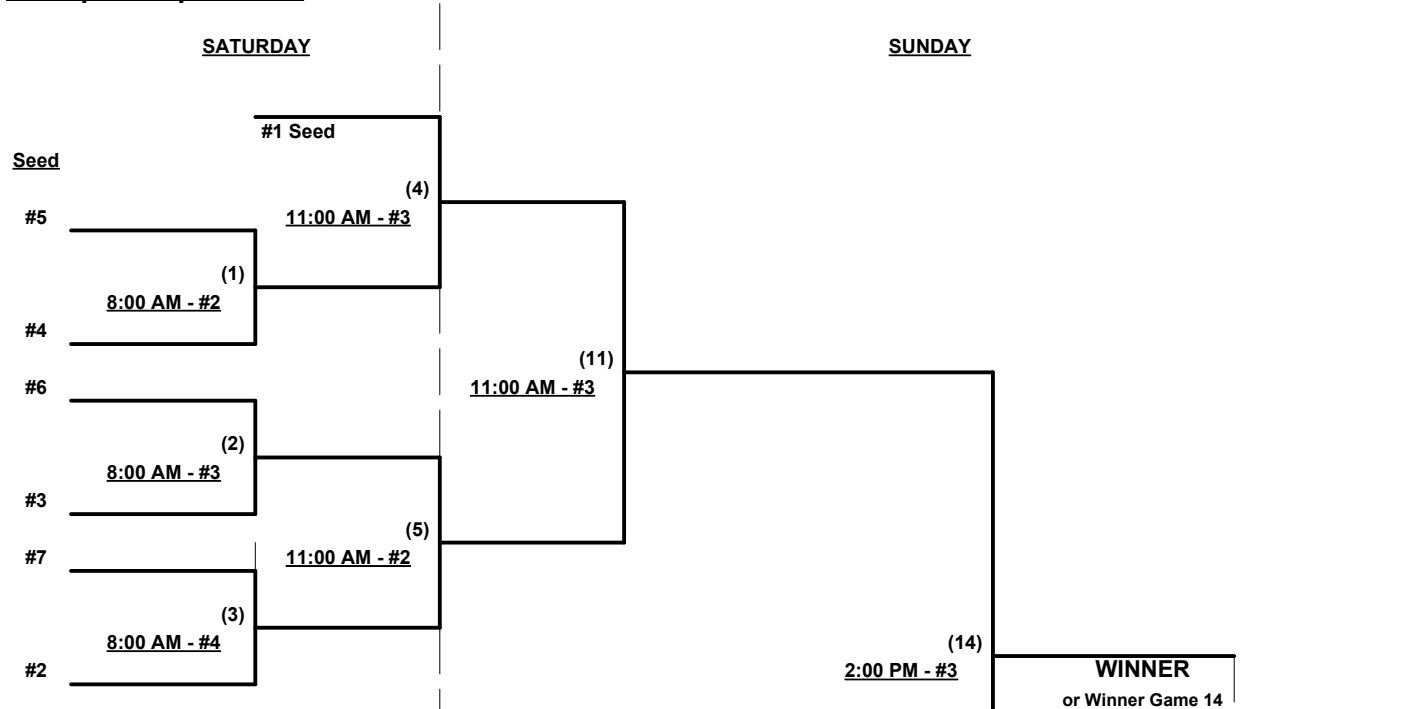 SATURDAY
SUNDAY
#1 Seed
Seed
(4)
#5
11:00 AM - #3
(1)
8:00 AM - #2
#4
(11)
#6
11:00 AM - #3
(2)
8:00 AM - #3
#3
(5)
#7
11:00 AM - #2
(3)
8:00 AM - #4
(14)
#2
2:00 PM - #3
WINNER
or Winner Game 14